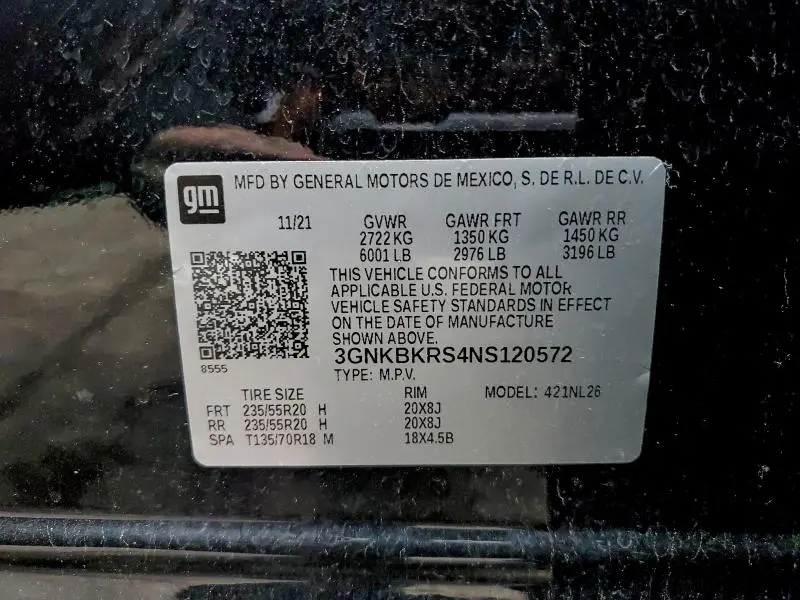 gm
MFD BY GENERAL MOTORS DE MEXICO, S. DE R.L. DE C.V.
11/21 GVWR GAWR FRT GAWR RR
2722 KG 1350 KG 1450 KG
6001 LB 2976 LB 3196 LB
THIS VEHICLE CONFORMS TO ALL
APPLICABLE U.S. FEDERAL MOTOR
VEHICLE SAFETY STANDARDS IN EFFECT
ON THE DATE OF MANUFACTURE
SHOWN ABOVE.
3GNKBKRS4NS120572
8555
TYPE: M.P.V.
TIRE SIZE RIM MODEL: 421NL26
FRT 235/55R20 H 20X8J
RR 235/55R20 H 20X8J
SPA T135/70R18 M 18X4.5B